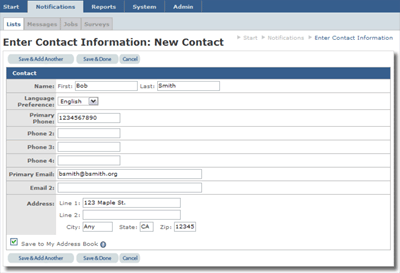 Start Notifications Reports System Admin
Lists Messages Jobs Surveys
Start Notifications Enter Contact Information
Enter Contact Information: New Contact
Save & Add Another Save & Done Cancel
Contact
Name: First: Bob Last: Smith
Language Preference: English
Primary Phone: 1234567890
Phone 2:
Phone 3:
Phone 4:
Primary Email: bsmith@bsmith.org
Email 2:
Address: Line 1: 123 Maple St.
Line 2:
City: Any State: CA Zip: 12345
Save to My Address Book
Save & Add Another Save & Done Cancel